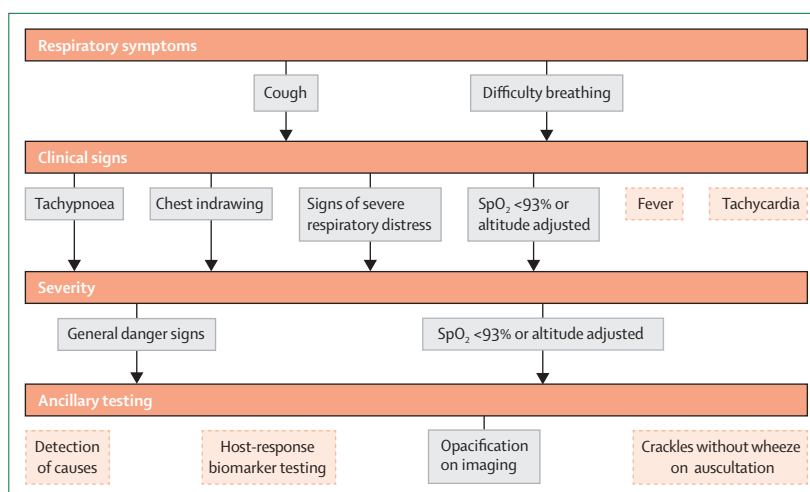 Respiratory symptoms
Cough
Difficulty breathing
Clinical signs
Tachypnoea
Chest indrawing
Signs of severe
respiratory distress
SpO₂ <93% or
altitude adjusted
Fever
Tachycardia
Severity
General danger signs
SpO₂ <93% or altitude adjusted
Ancillary testing
Detection
of causes
Host-response
biomarker testing
Opacification
on imaging
Crackles without wheeze
on auscultation